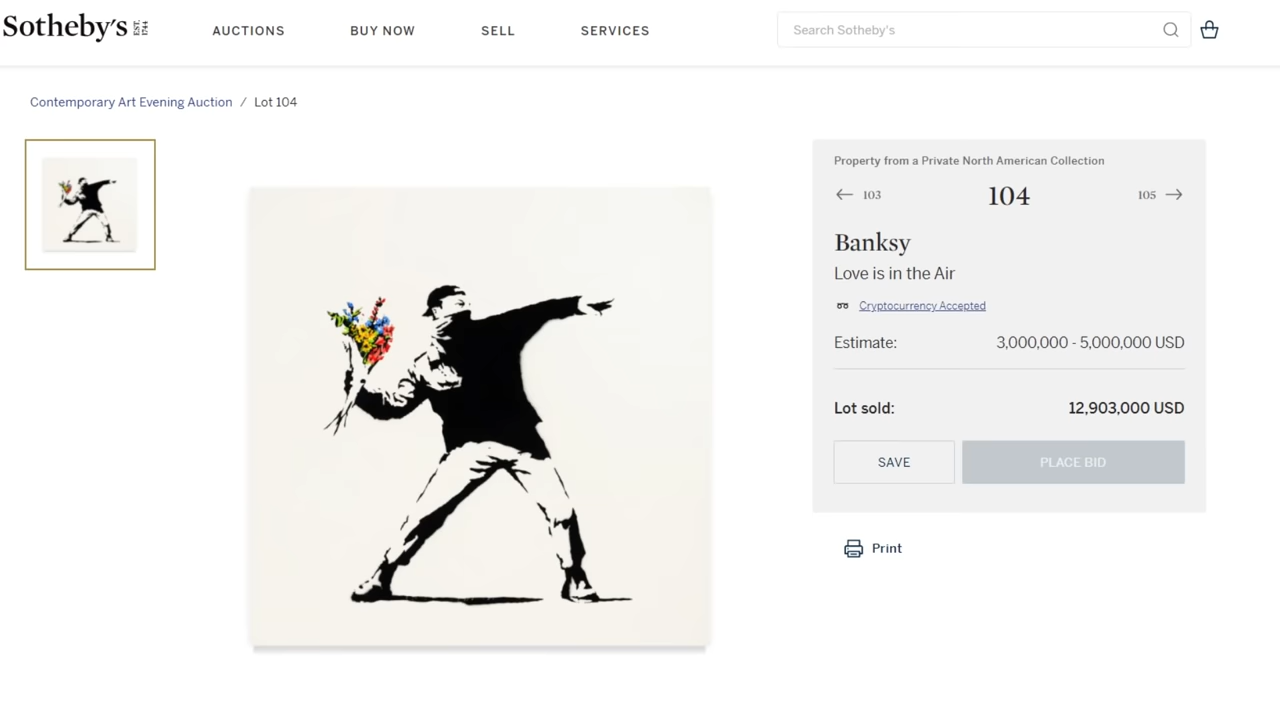 Sotheby's EST. 1744
AUCTIONS BUY NOW SELL SERVICES
Search Sotheby's
Contemporary Art Evening Auction / Lot 104
Property from a Private North American Collection
103 104 105
Banksy
Love is in the Air
Cryptocurrency Accepted
Estimate: 3,000,000 - 5,000,000 USD
Lot sold: 12,903,000 USD
SAVE PLACE BID
Print